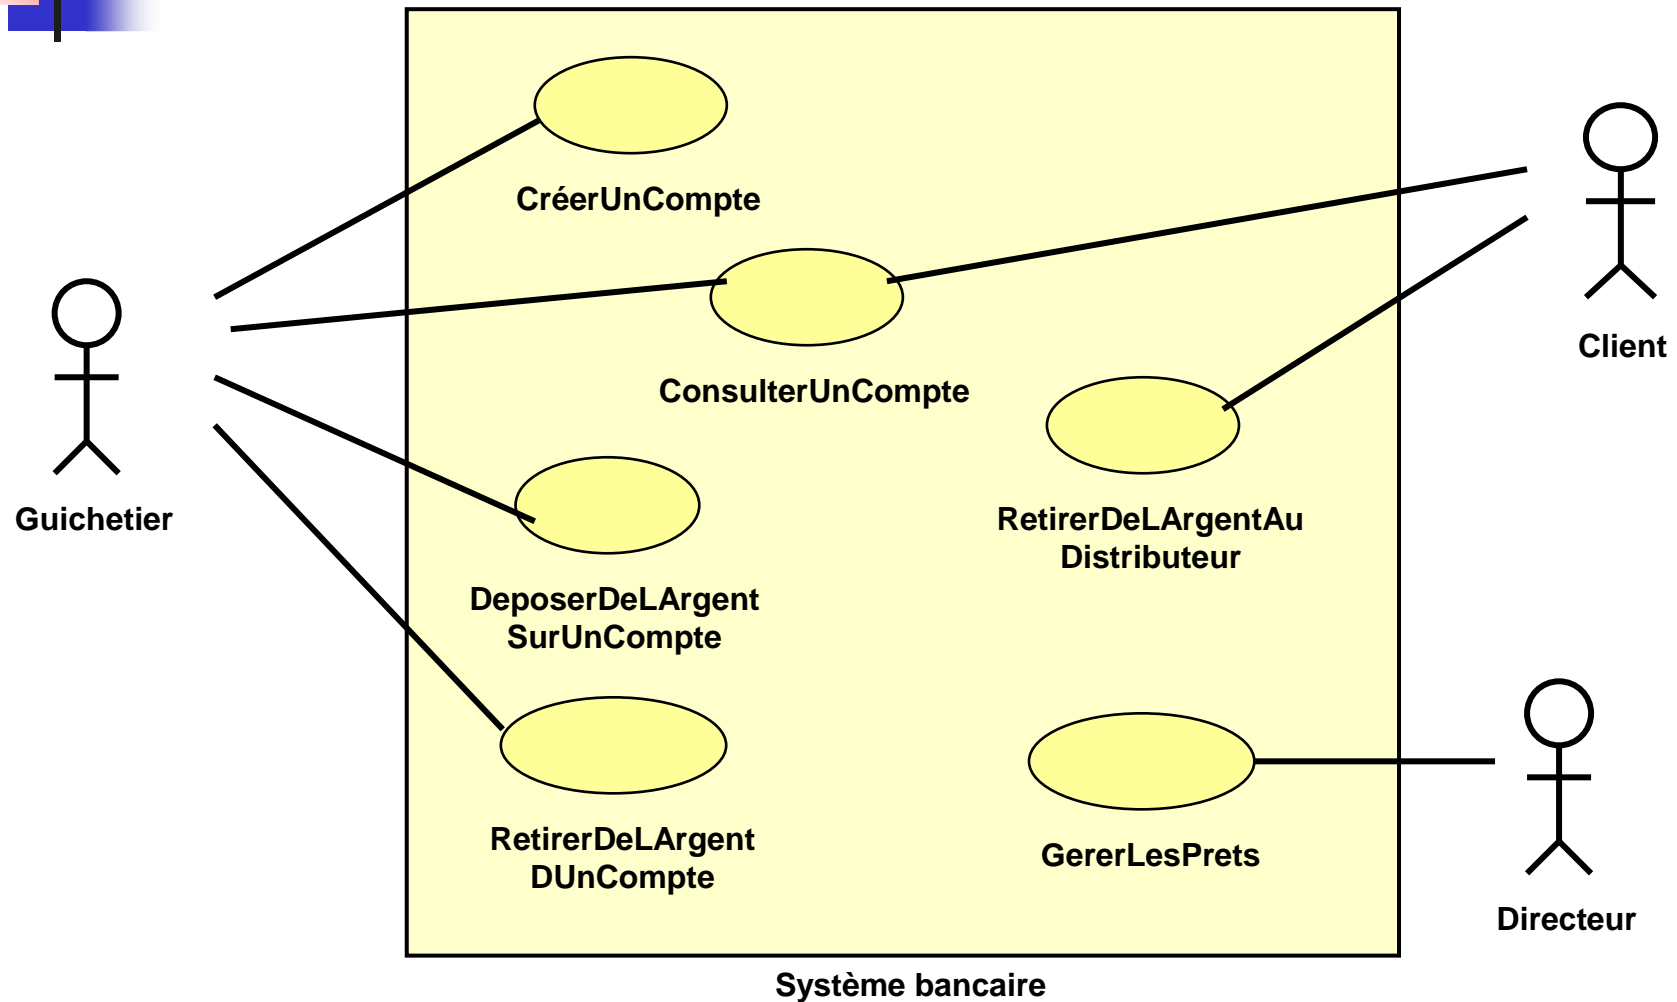 CréerUnCompte
ConsulterUnCompte
Client
Guichetier
RetirerDeLArgentAu
Distributeur
DeposerDeLArgent
SurUnCompte
RetirerDeLArgent
DUnCompte
GererLesPrets
Directeur
Système bancaire